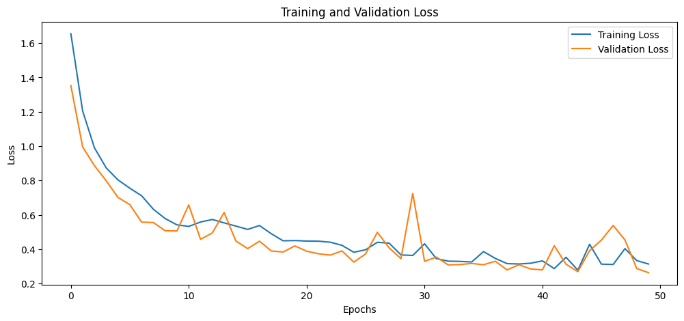 Training and Validation Loss
Training Loss
Validation Loss
1.6
1.4
1.2
1.0
0.8
0.6
0.4
0.2
Loss
0 10 20 30 40 50
Epochs